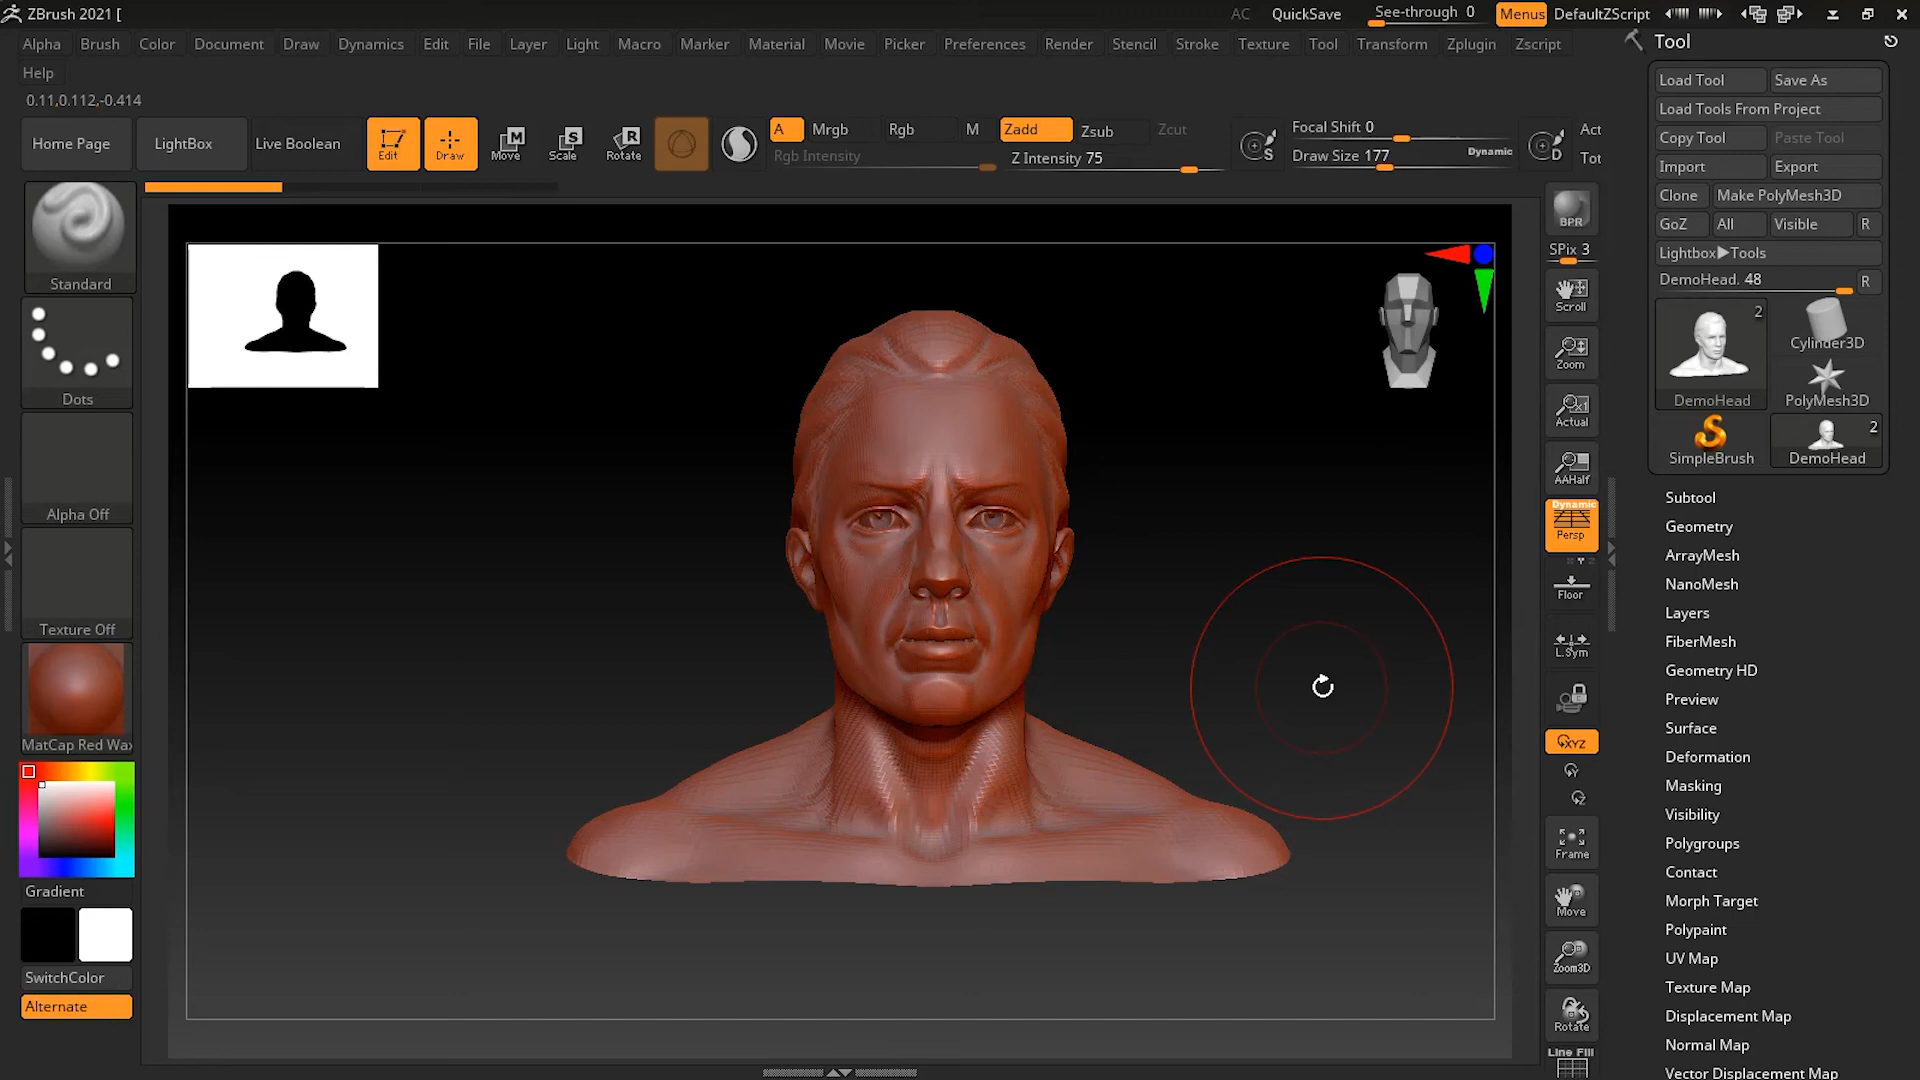 ZBrush 2021 [
AC QuickSave See-through 0 Menus DefaultZScript
Alpha Brush Color Document Draw Dynamics Edit File Layer Light Macro Marker Material Movie Picker Preferences Render Stencil Stroke Texture Tool Transform Zplugin Zscript
Help
0.11,0.112,-0.414
Home Page LightBox Live Boolean Edit Draw Move Scale Rotate
M S R
A Mrgb Rgb M Zadd Zsub Zcut
Rgb Intensity Z Intensity 75
S Focal Shift 0
Draw Size 177 Dynamic
D Act
Tot
Standard
Dots
Alpha Off
Texture Off
MatCap Red Wax
Gradient
SwitchColor
Alternate
BPR
SPix 3
Scroll
Zoom
Actual
AAHalf
Dynamic
Persp
Floor
L.Sym
XYZ
Y
Z
Frame
Move
Zoom3D
Rotate
Line Fill
Tool
Load Tool Save As
Load Tools From Project
Copy Tool Paste Tool
Import Export
Clone Make PolyMesh3D
GoZ All Visible R
Lightbox▶Tools
DemoHead. 48 R
2
DemoHead
Cylinder3D
PolyMesh3D
SimpleBrush
2
DemoHead
Subtool
Geometry
ArrayMesh
NanoMesh
Layers
FiberMesh
Geometry HD
Preview
Surface
Deformation
Masking
Visibility
Polygroups
Contact
Morph Target
Polypaint
UV Map
Texture Map
Displacement Map
Normal Map
Vector Displacement Map